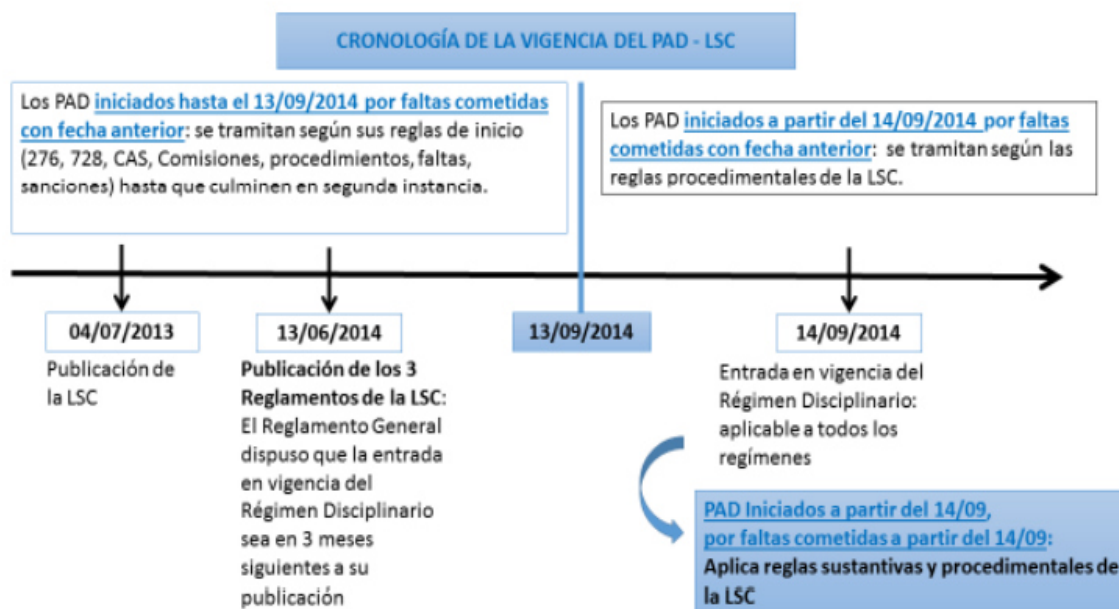 CRONOLOGÍA DE LA VIGENCIA DEL PAD - LSC
Los PAD iniciados hasta el 13/09/2014 por faltas cometidas
con fecha anterior: se tramitan según sus reglas de inicio
(276, 728, CAS, Comisiones, procedimientos, faltas,
sanciones) hasta que culminen en segunda instancia.
Los PAD iniciados a partir del 14/09/2014 por faltas
cometidas con fecha anterior: se tramitan según las
reglas procedimentales de la LSC.
04/07/2013
Publicación de
la LSC
13/06/2014
Publicación de los 3
Reglamentos de la LSC:
El Reglamento General
dispuso que la entrada
en vigencia del
Régimen Disciplinario
sea en 3 meses
siguientes a su
publicación
13/09/2014
14/09/2014
Entrada en vigencia del
Régimen Disciplinario:
aplicable a todos los
regímenes
PAD Iniciados a partir del 14/09,
por faltas cometidas a partir del 14/09:
Aplica reglas sustantivas y procedimentales de
la LSC